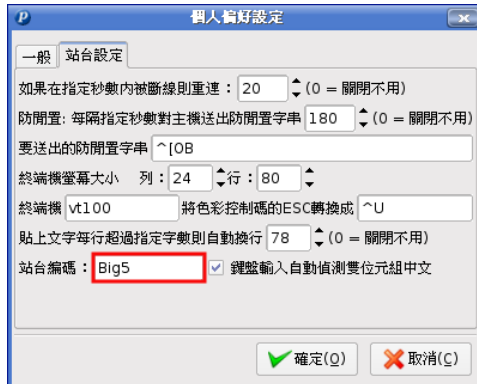 個人偏好設定
一般 站台設定
如果在指定秒數內被斷線則重連： 20 (0 = 關閉不用)
防閒置: 每隔指定秒數對主機送出防閒置字串 180 (0 = 關閉不用)
要送出的防閒置字串 ^[OB
終端機螢幕大小 列：24 行：80
終端機 vt100 將色彩控制碼的ESC轉換成 ^U
貼上文字每行超過指定字數則自動換行 78 (0 = 關閉不用)
站台編碼： Big5 鍵盤輸入自動偵測雙位元組中文
確定(O) 取消(C)